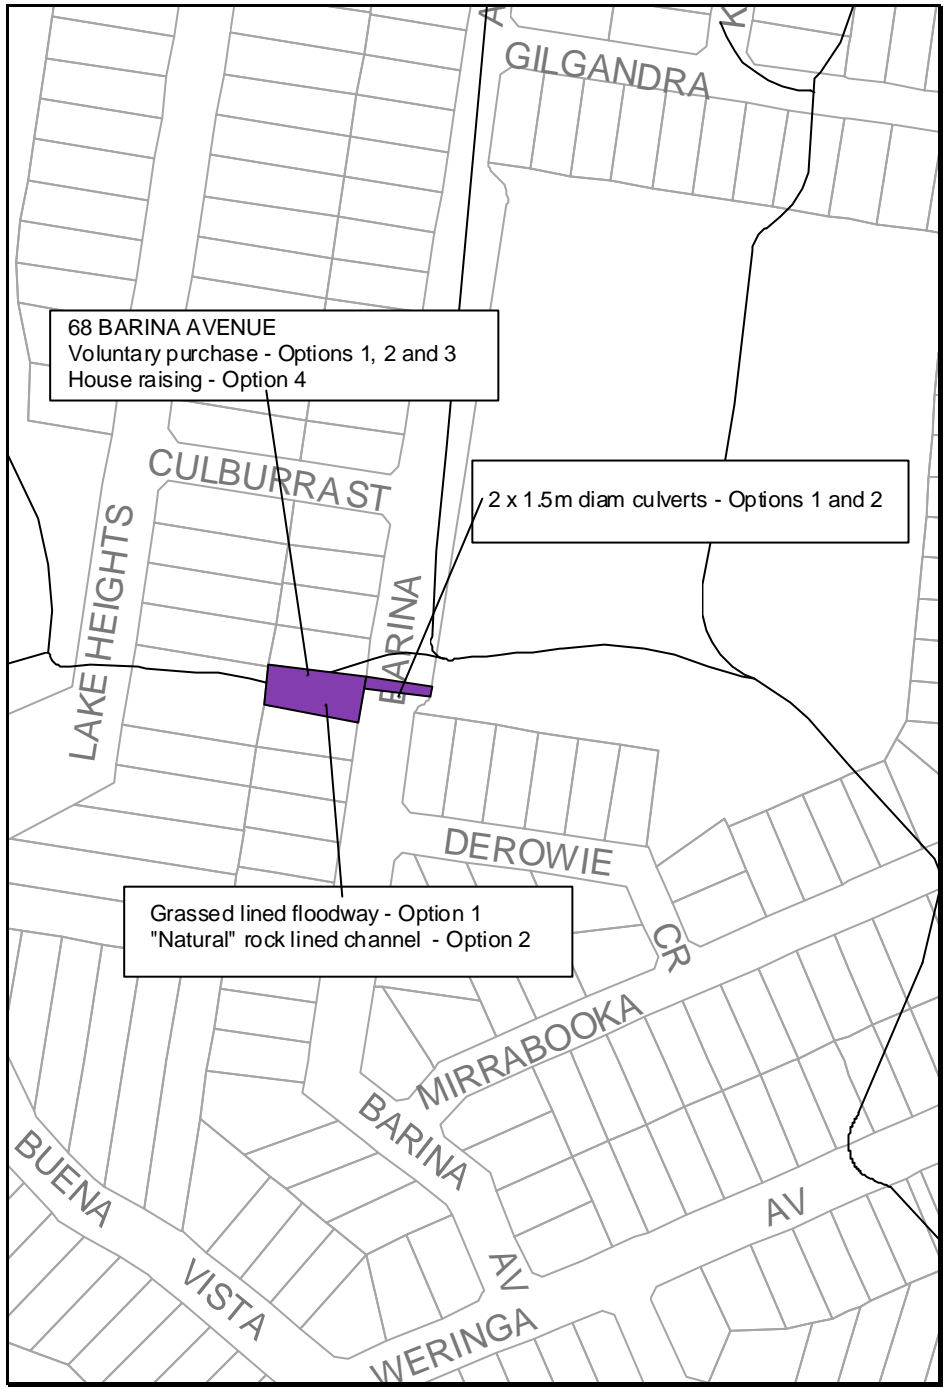 A
K
GILGANDRA
68 BARINA AVENUE
Voluntary purchase - Options 1, 2 and 3
House raising - Option 4
CULBURRA ST
2 x 1.5m diam culverts - Options 1 and 2
LAKE HEIGHTS
BARINA
DEROWIE
CR
Grassed lined floodway - Option 1
"Natural" rock lined channel - Option 2
MIRRABOOKA
BARINA
AV
BUENA
VISTA
AV
WERINGA